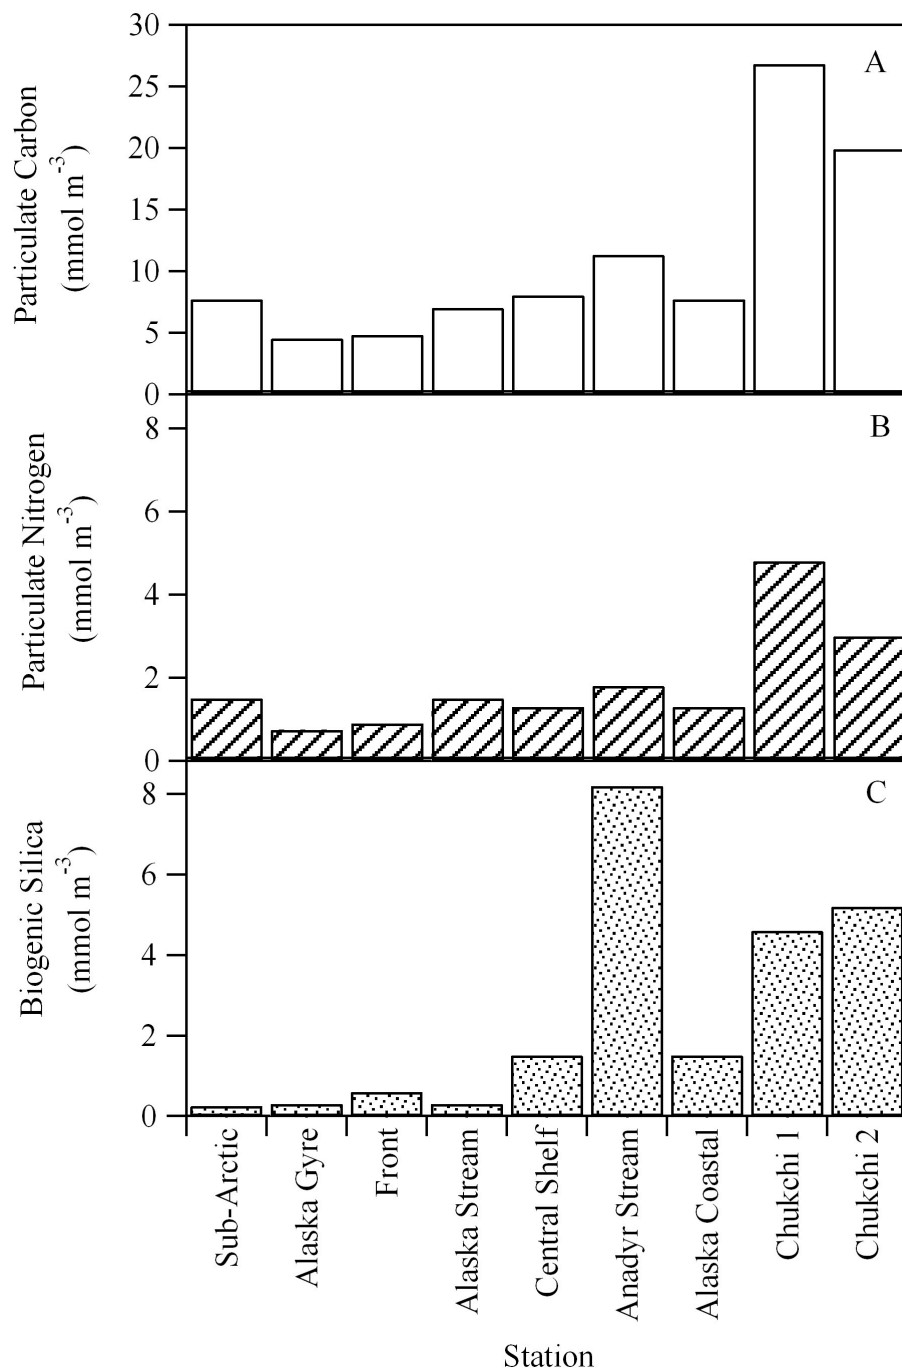 30
25
20
15
10
5
0
Particulate Carbon
(mmol m-3)
A
8
6
4
2
0
Particulate Nitrogen
(mmol m-3)
B
8
6
4
2
0
Biogenic Silica
(mmol m-3)
C
Sub-Arctic
Alaska Gyre
Front
Alaska Stream
Central Shelf
Anadyr Stream
Alaska Coastal
Chukchi 1
Chukchi 2
Station